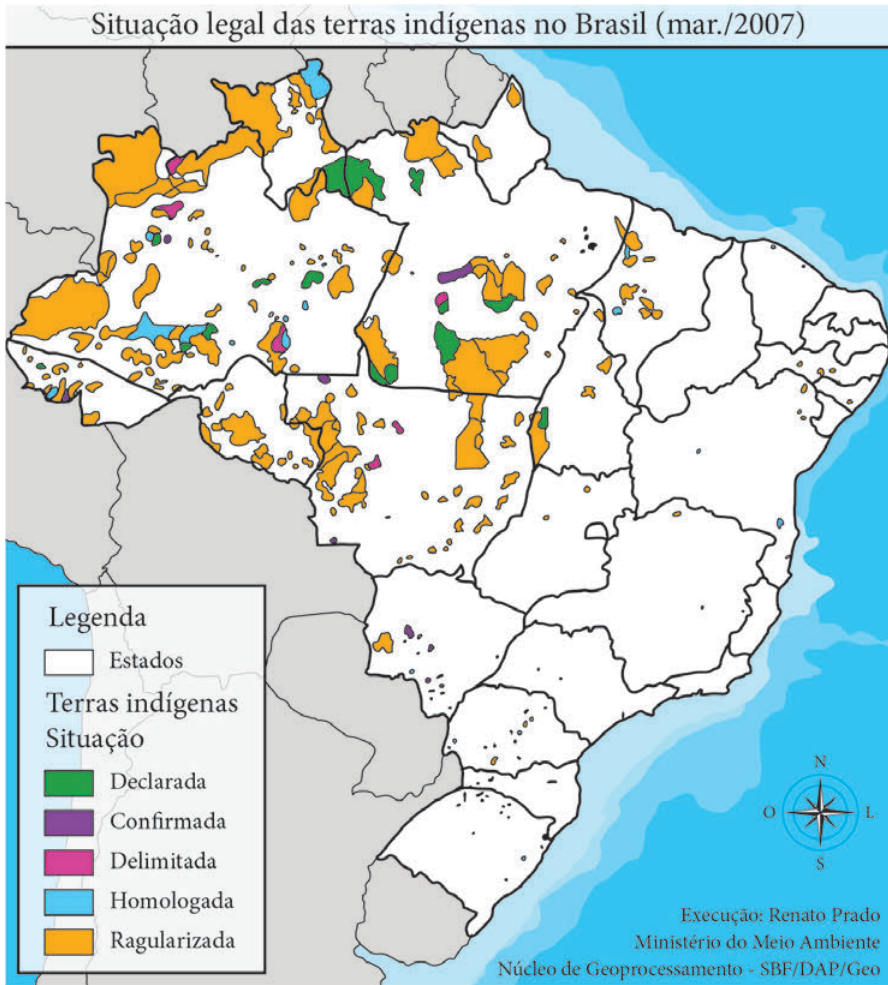 Situação legal das terras indígenas no Brasil (mar./2007)
Legenda
Estados
Terras indígenas
Situação
Declarada
Confirmada
Delimitada
Homologada
Ragularizada
N
O L
S
Execução: Renato Prado
Ministério do Meio Ambiente
Núcleo de Geoprocessamento - SBF/DAP/Geo